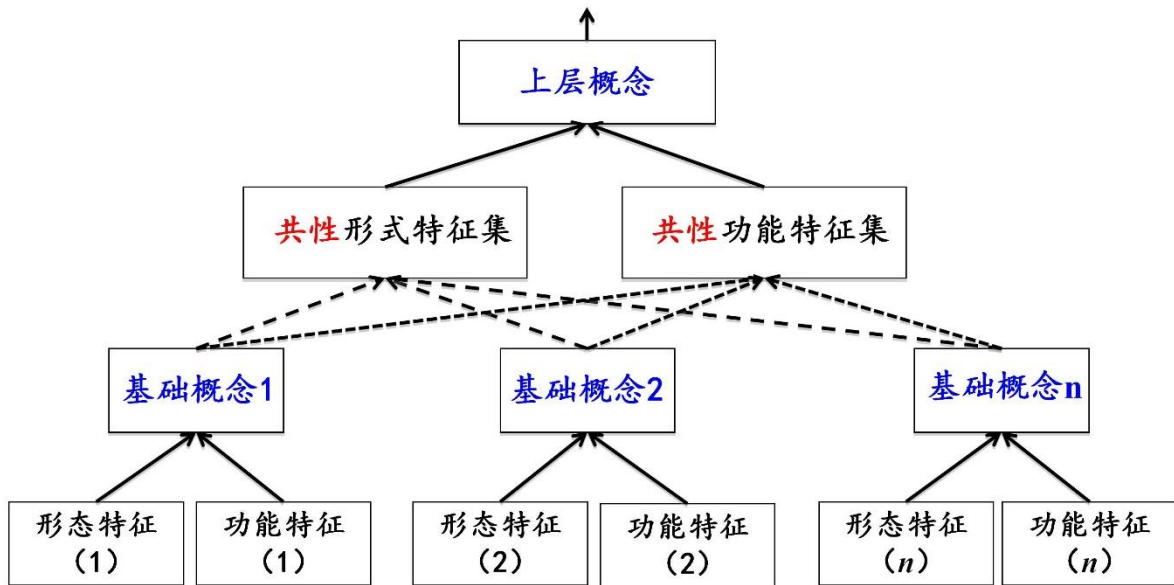 上层概念
共性形式特征集
共性功能特征集
基础概念1
基础概念2
基础概念n
形态特征
(1)
功能特征
(1)
形态特征
(2)
功能特征
(2)
形态特征
(n)
功能特征
(n)